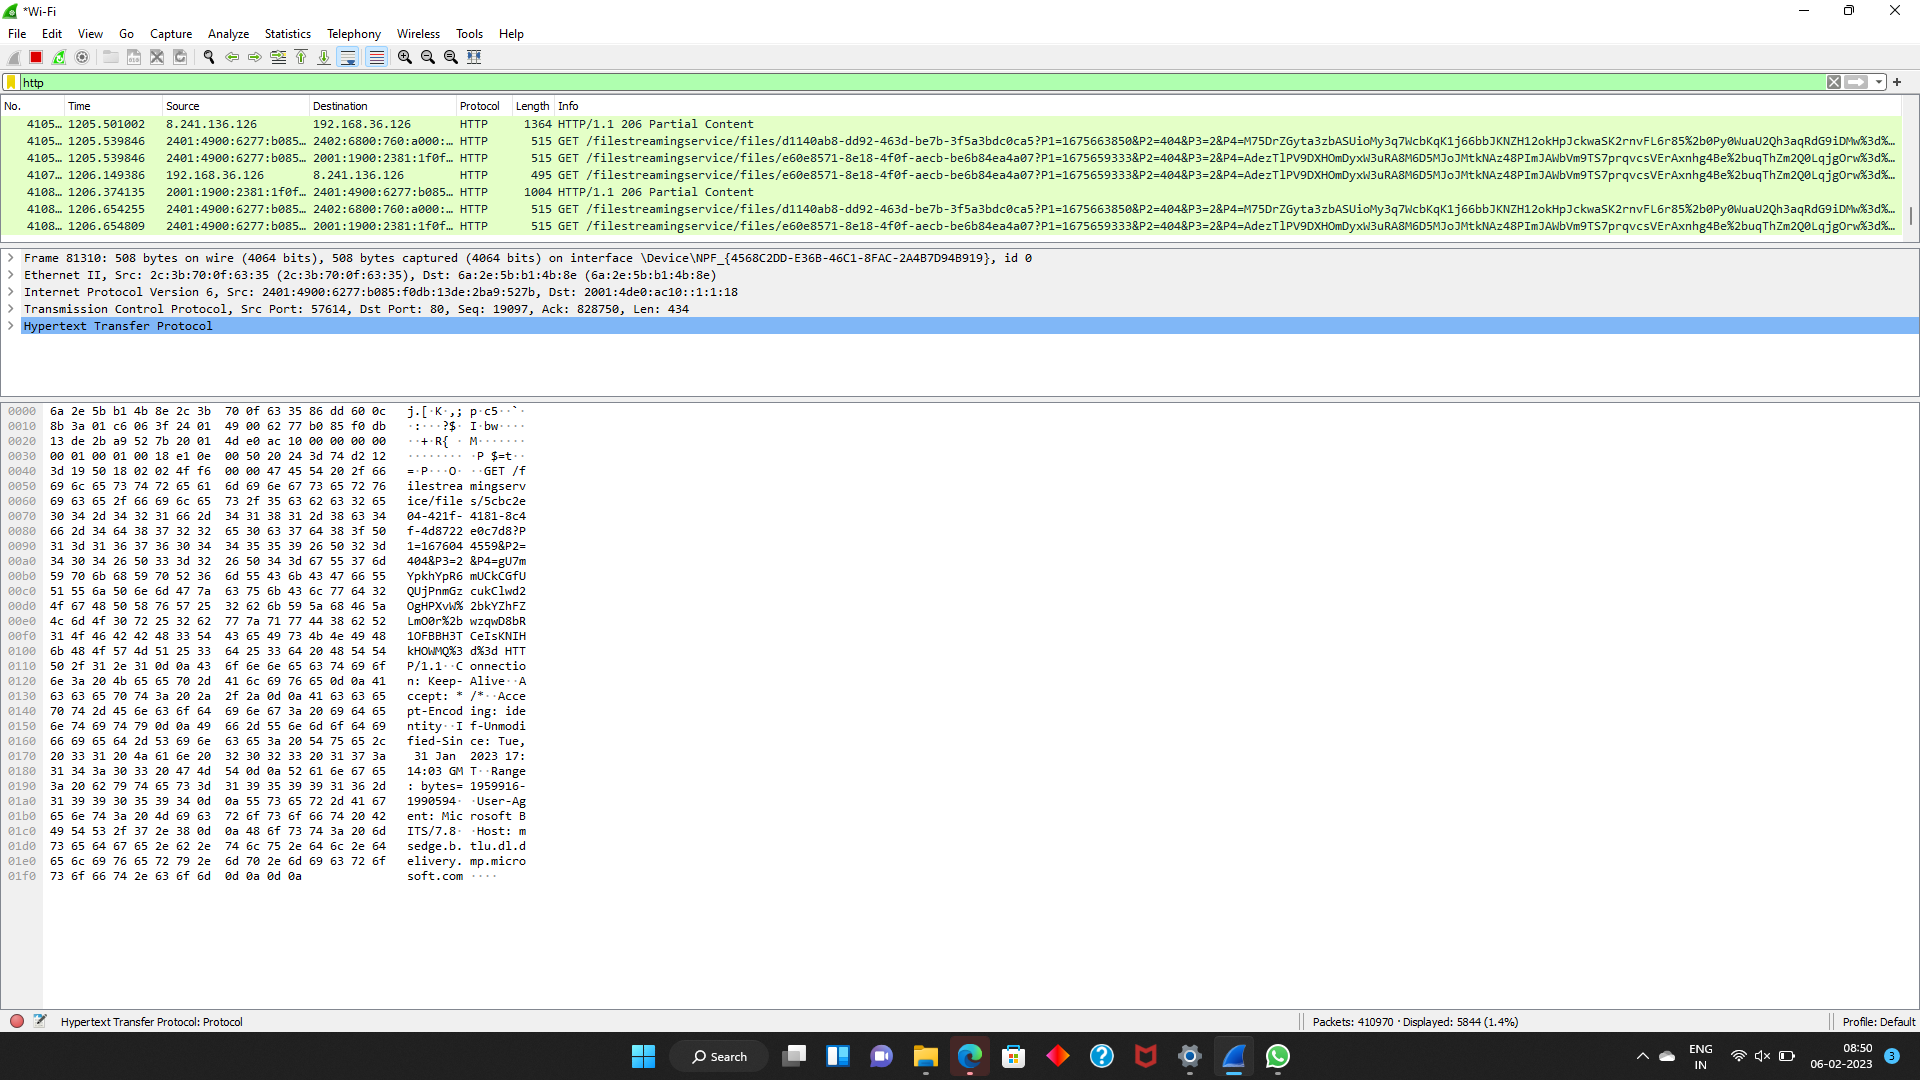 *Wi-Fi
File Edit View Go Capture Analyze Statistics Telephony Wireless Tools Help
http
No. Time Source Destination Protocol Length Info
4105… 1205.501002 8.241.136.126 192.168.36.126 HTTP 1364 HTTP/1.1 206 Partial Content
4105… 1205.539846 2401:4900:6277:b085… 2402:6800:760:a000:… HTTP 515 GET /filestreamingservice/files/d1140ab8-dd92-463d-be7b-3f5a3bdc0ca5?P1=1675663850&P2=404&P3=2&P4=M75DrZGyta3zbASUioMy3q7WcbKqK1j66bbJKNZH12okHpJckwaSK2rnvFL6r85%2b0Py0WuaU2Qh3aqRdG9iDMw%3d%…
4105… 1205.539846 2401:4900:6277:b085… 2001:1900:2381:1f0f… HTTP 515 GET /filestreamingservice/files/e60e8571-8e18-4f0f-aecb-be6b84ea4a07?P1=1675659333&P2=404&P3=2&P4=AdezTlPV9DXHOmDyxW3uRA8M6D5MJoJMtkNAz48PImJAWbVm9TS7prqvcsVErAxnhg4Be%2buqThZm2Q0LqjgOrw%3d%…
4107… 1206.149386 192.168.36.126 8.241.136.126 HTTP 495 GET /filestreamingservice/files/e60e8571-8e18-4f0f-aecb-be6b84ea4a07?P1=1675659333&P2=404&P3=2&P4=AdezTlPV9DXHOmDyxW3uRA8M6D5MJoJMtkNAz48PImJAWbVm9TS7prqvcsVErAxnhg4Be%2buqThZm2Q0LqjgOrw%3d%…
4108… 1206.374135 2001:1900:2381:1f0f… 2401:4900:6277:b085… HTTP 1004 HTTP/1.1 206 Partial Content
4108… 1206.654255 2401:4900:6277:b085… 2402:6800:760:a000:… HTTP 515 GET /filestreamingservice/files/d1140ab8-dd92-463d-be7b-3f5a3bdc0ca5?P1=1675663850&P2=404&P3=2&P4=M75DrZGyta3zbASUioMy3q7WcbKqK1j66bbJKNZH12okHpJckwaSK2rnvFL6r85%2b0Py0WuaU2Qh3aqRdG9iDMw%3d%…
4108… 1206.654809 2401:4900:6277:b085… 2001:1900:2381:1f0f… HTTP 515 GET /filestreamingservice/files/e60e8571-8e18-4f0f-aecb-be6b84ea4a07?P1=1675659333&P2=404&P3=2&P4=AdezTlPV9DXHOmDyxW3uRA8M6D5MJoJMtkNAz48PImJAWbVm9TS7prqvcsVErAxnhg4Be%2buqThZm2Q0LqjgOrw%3d%…
Frame 81310: 508 bytes on wire (4064 bits), 508 bytes captured (4064 bits) on interface \Device\NPF_{4568C2DD-E36B-46C1-8FAC-2A4B7D94B919}, id 0
Ethernet II, Src: 2c:3b:70:0f:63:35 (2c:3b:70:0f:63:35), Dst: 6a:2e:5b:b1:4b:8e (6a:2e:5b:b1:4b:8e)
Internet Protocol Version 6, Src: 2401:4900:6277:b085:f0db:13de:2ba9:527b, Dst: 2001:4de0:ac10::1:1:18
Transmission Control Protocol, Src Port: 57614, Dst Port: 80, Seq: 19097, Ack: 828750, Len: 434
Hypertext Transfer Protocol
0000 6a 2e 5b b1 4b 8e 2c 3b 70 0f 63 35 86 dd 60 0c j.[·K·,; p·c5··`·
0010 8b 3a 01 c6 06 3f 24 01 49 00 62 77 b0 85 f0 db ·:···?$· I·bw····
0020 13 de 2b a9 52 7b 20 01 4d e0 ac 10 00 00 00 00 ··+·R{ · M·······
0030 00 01 00 01 00 18 e1 0e 00 50 20 24 3d 74 d2 12 ········ ·P $=t··
0040 3d 19 50 18 02 02 4f f6 00 00 47 45 54 20 2f 66 =·P···O· ··GET /f
0050 69 6c 65 73 74 72 65 61 6d 69 6e 67 73 65 72 76 ilestrea mingserv
0060 69 63 65 2f 66 69 6c 65 73 2f 35 63 62 63 32 65 ice/file s/5cbc2e
0070 30 34 2d 34 32 31 66 2d 34 31 38 31 2d 38 63 34 04-421f- 4181-8c4
0080 66 2d 34 64 38 37 32 32 65 30 63 37 64 38 3f 50 f-4d8722 e0c7d8?P
0090 31 3d 31 36 37 36 30 34 34 35 35 39 26 50 32 3d 1=167604 4559&P2=
00a0 34 30 34 26 50 33 3d 32 26 50 34 3d 67 55 37 6d 404&P3=2 &P4=gU7m
00b0 59 70 6b 68 59 70 52 36 6d 55 43 6b 43 47 66 55 YpkhYpR6 mUCkCGfU
00c0 51 55 6a 50 6e 6d 47 7a 63 75 6b 43 6c 77 64 32 QUjPnmGz cukClwd2
00d0 4f 67 48 50 58 76 57 25 32 62 6b 59 5a 68 46 5a OgHPXvW% 2bkYZhFZ
00e0 4c 6d 4f 30 72 25 32 62 77 7a 71 77 44 38 62 52 LmO0r%2b wzqwD8bR
00f0 31 4f 46 42 42 48 33 54 43 65 49 73 4b 4e 49 48 1OFBBH3T CeIsKNIH
0100 6b 48 4f 57 4d 51 25 33 64 25 33 64 20 48 54 54 kHOWMQ%3 d%3d HTT
0110 50 2f 31 2e 31 0d 0a 43 6f 6e 6e 65 63 74 69 6f P/1.1··C onnectio
0120 6e 3a 20 4b 65 65 70 2d 41 6c 69 76 65 0d 0a 41 n: Keep- Alive··A
0130 63 63 65 70 74 3a 20 2a 2f 2a 0d 0a 41 63 63 65 ccept: * /*··Acce
0140 70 74 2d 45 6e 63 6f 64 69 6e 67 3a 20 69 64 65 pt-Encod ing: ide
0150 6e 74 69 74 79 0d 0a 49 66 2d 55 6e 6d 6f 64 69 ntity··I f-Unmodi
0160 66 69 65 64 2d 53 69 6e 63 65 3a 20 54 75 65 2c fied-Sin ce: Tue,
0170 20 33 31 20 4a 61 6e 20 32 30 32 33 20 31 37 3a 31 Jan 2023 17:
0180 31 34 3a 30 33 20 47 4d 54 0d 0a 52 61 6e 67 65 14:03 GM T··Range
0190 3a 20 62 79 74 65 73 3d 31 39 35 39 39 31 36 2d : bytes= 1959916-
01a0 31 39 39 30 35 39 34 0d 0a 55 73 65 72 2d 41 67 1990594· ·User-Ag
01b0 65 6e 74 3a 20 4d 69 63 72 6f 73 6f 66 74 20 42 ent: Mic rosoft B
01c0 49 54 53 2f 37 2e 38 0d 0a 48 6f 73 74 3a 20 6d ITS/7.8· ·Host: m
01d0 73 65 64 67 65 2e 62 2e 74 6c 75 2e 64 6c 2e 64 sedge.b. tlu.dl.d
01e0 65 6c 69 76 65 72 79 2e 6d 70 2e 6d 69 63 72 6f elivery. mp.micro
01f0 73 6f 66 74 2e 63 6f 6d 0d 0a 0d 0a soft.com ····
Hypertext Transfer Protocol: Protocol Packets: 410970 · Displayed: 5844 (1.4%) Profile: Default
Search ENG 08:50
IN 06-02-2023 3